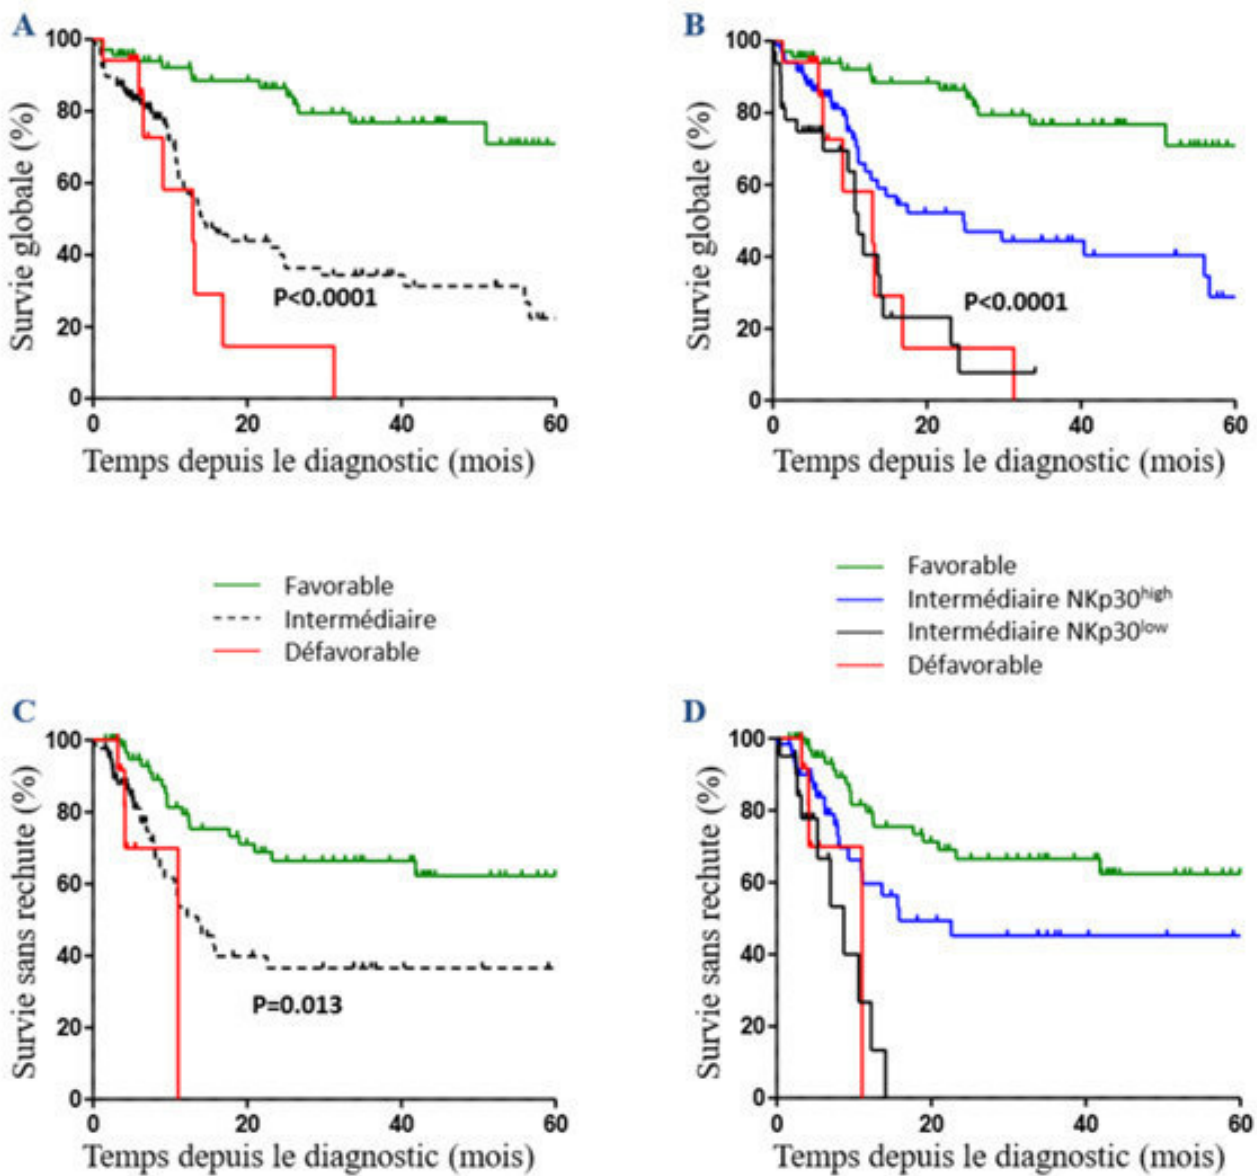 A
Survie globale (%)
100
80
60
40
20
0
P<0.0001
0 20 40 60
Temps depuis le diagnostic (mois)
B
Survie globale (%)
100
80
60
40
20
0
P<0.0001
0 20 40 60
Temps depuis le diagnostic (mois)
Favorable
Intermédiaire
Défavorable
Favorable
Intermédiaire NKp30high
Intermédiaire NKp30low
Défavorable
C
Survie sans rechute (%)
100
80
60
40
20
0
P=0.013
0 20 40 60
Temps depuis le diagnostic (mois)
D
Survie sans rechute (%)
100
80
60
40
20
0
0 20 40 60
Temps depuis le diagnostic (mois)